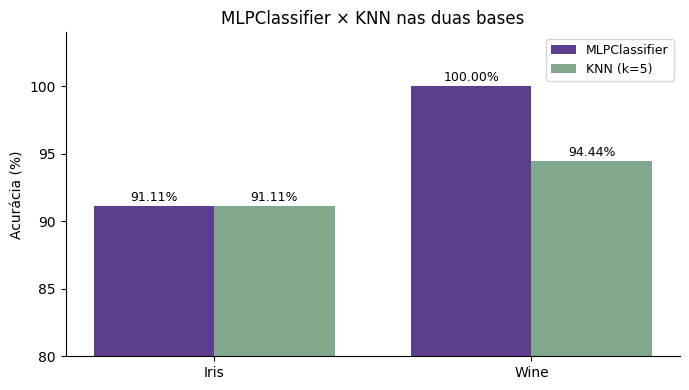 MLPClassifier × KNN nas duas bases
MLPClassifier
KNN (k=5)
Acurácia (%)
100
95
90
85
80
91.11%
91.11%
100.00%
94.44%
Iris
Wine